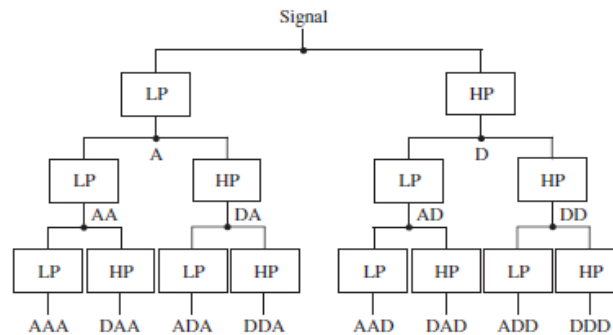 Signal
LP HP
A D
LP HP LP HP
AA DA AD DD
LP HP LP HP LP HP LP HP
AAA DAA ADA DDA AAD DAD ADD DDD